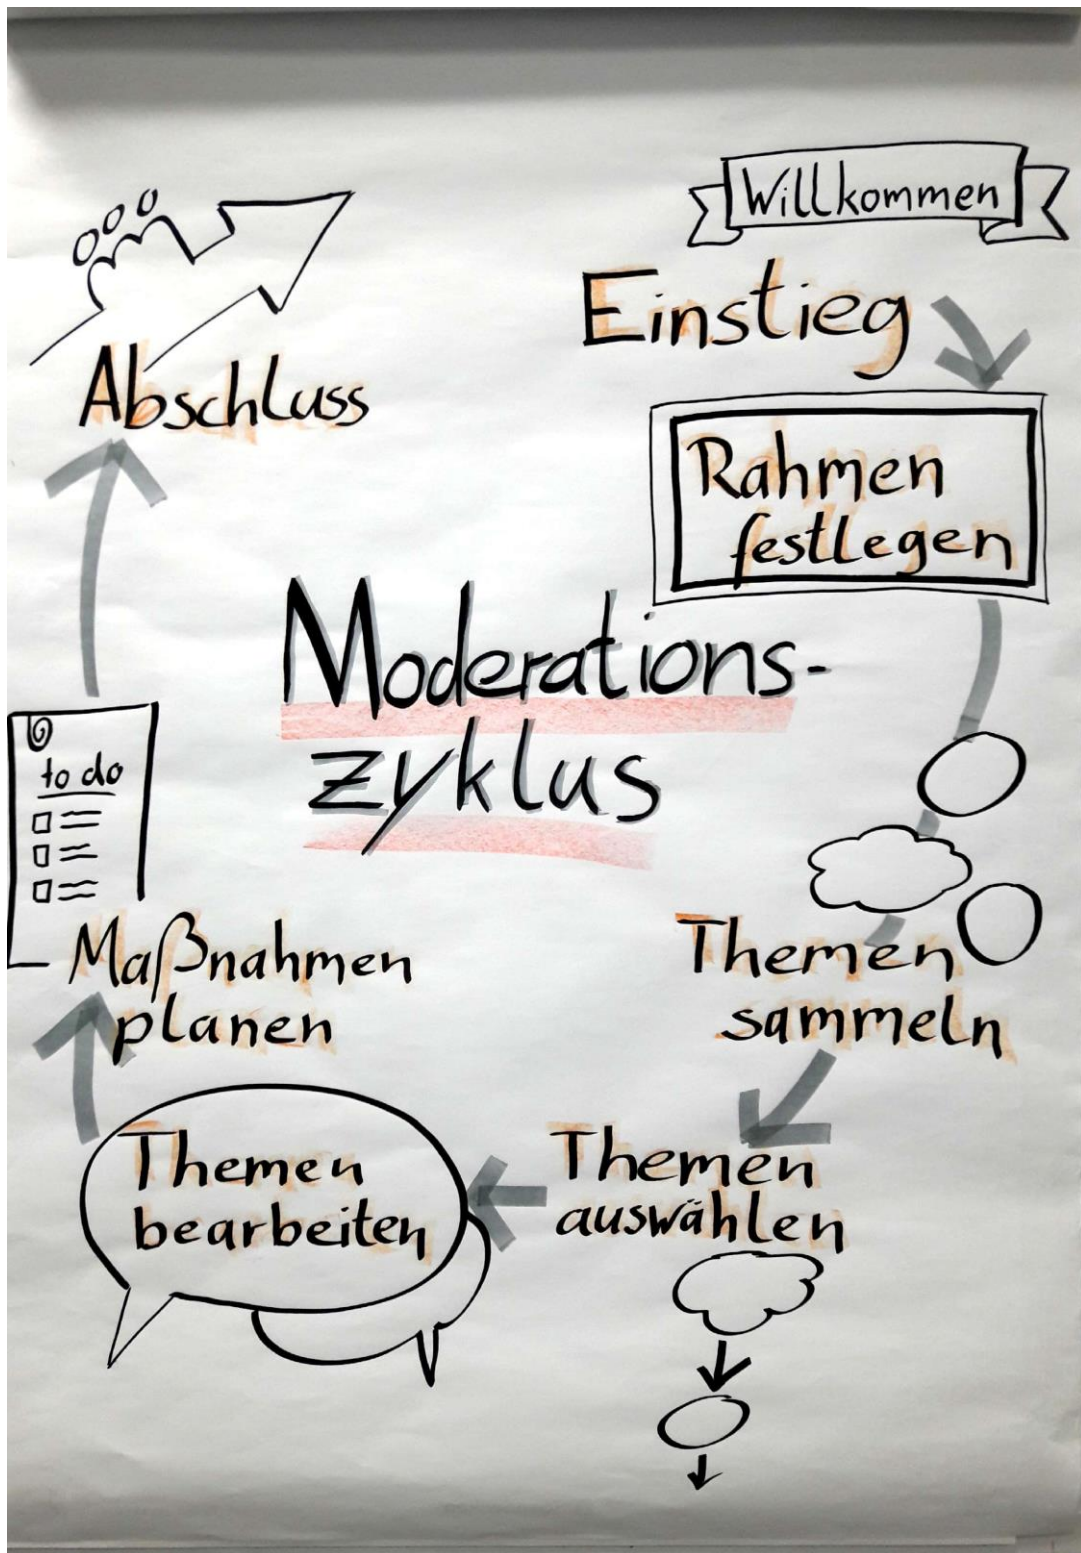 Willkommen
Einstieg
Rahmen
festlegen
Moderations-
zyklus
Themen
sammeln
Themen
auswählen
Themen
bearbeiten
Maßnahmen
planen
to do
Abschluss